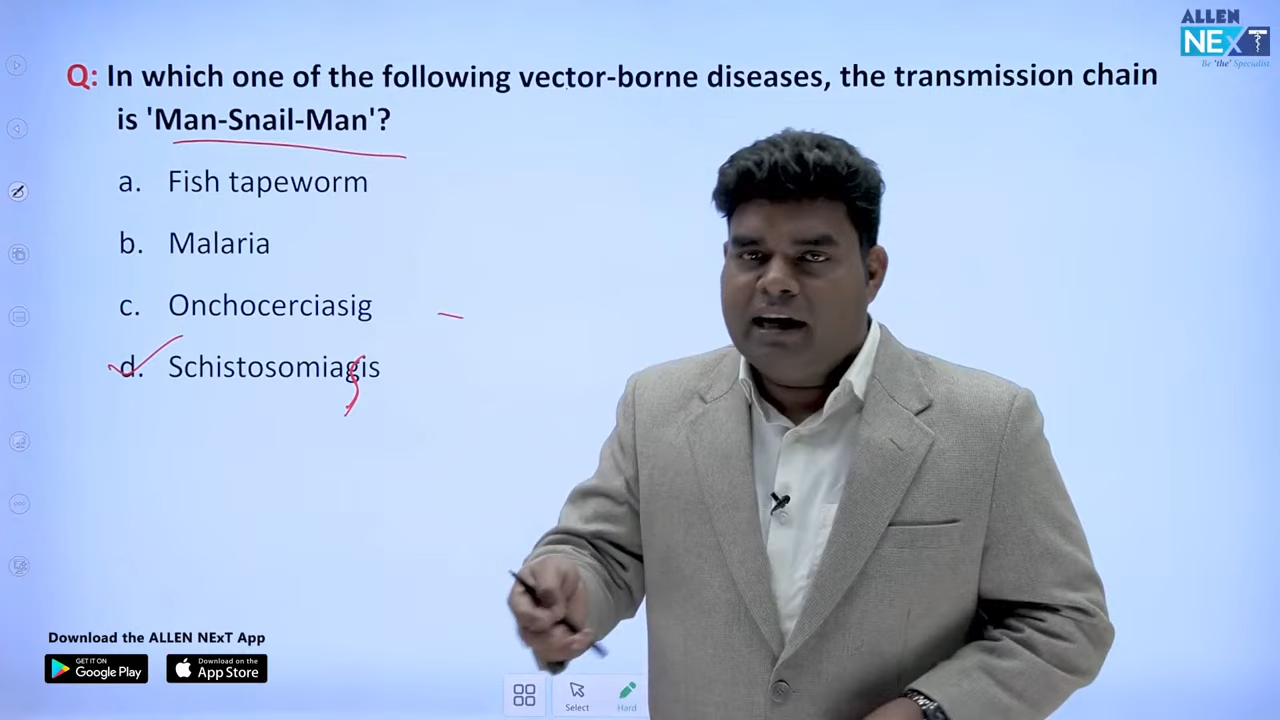 ALLEN
NEXT
Be 'the' Specialist
Q: In which one of the following vector-borne diseases, the transmission chain
is 'Man-Snail-Man'?
a. Fish tapeworm
b. Malaria
c. Onchocerciasig
d. Schistosomiagis
Download the ALLEN NExT App
GET IT ON
Google Play
Download on the
App Store
Select
Hard